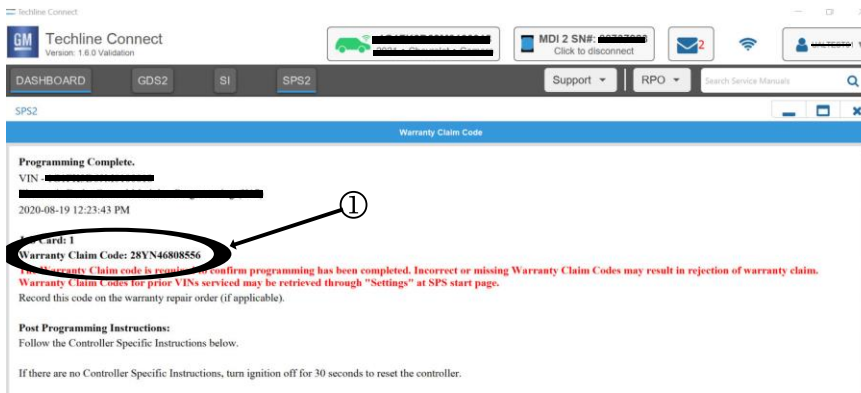 Techline Connect
GM
Techline Connect
Version: 1.6.0 Validation
MDI 2 SN#:
Click to disconnect
2
DASHBOARD
GDS2
SI
SPS2
Support
RPO
Search Service Manuals
SPS2
Warranty Claim Code
Programming Complete.
VIN -
2020-08-19 12:23:43 PM
①
Job Card: 1
Warranty Claim Code: 28YN46808556
The Warranty Claim code is required to confirm programming has been completed. Incorrect or missing Warranty Claim Codes may result in rejection of warranty claim.
Warranty Claim Codes for prior VINs serviced may be retrieved through "Settings" at SPS start page.
Record this code on the warranty repair order (if applicable).
Post Programming Instructions:
Follow the Controller Specific Instructions below.
If there are no Controller Specific Instructions, turn ignition off for 30 seconds to reset the controller.